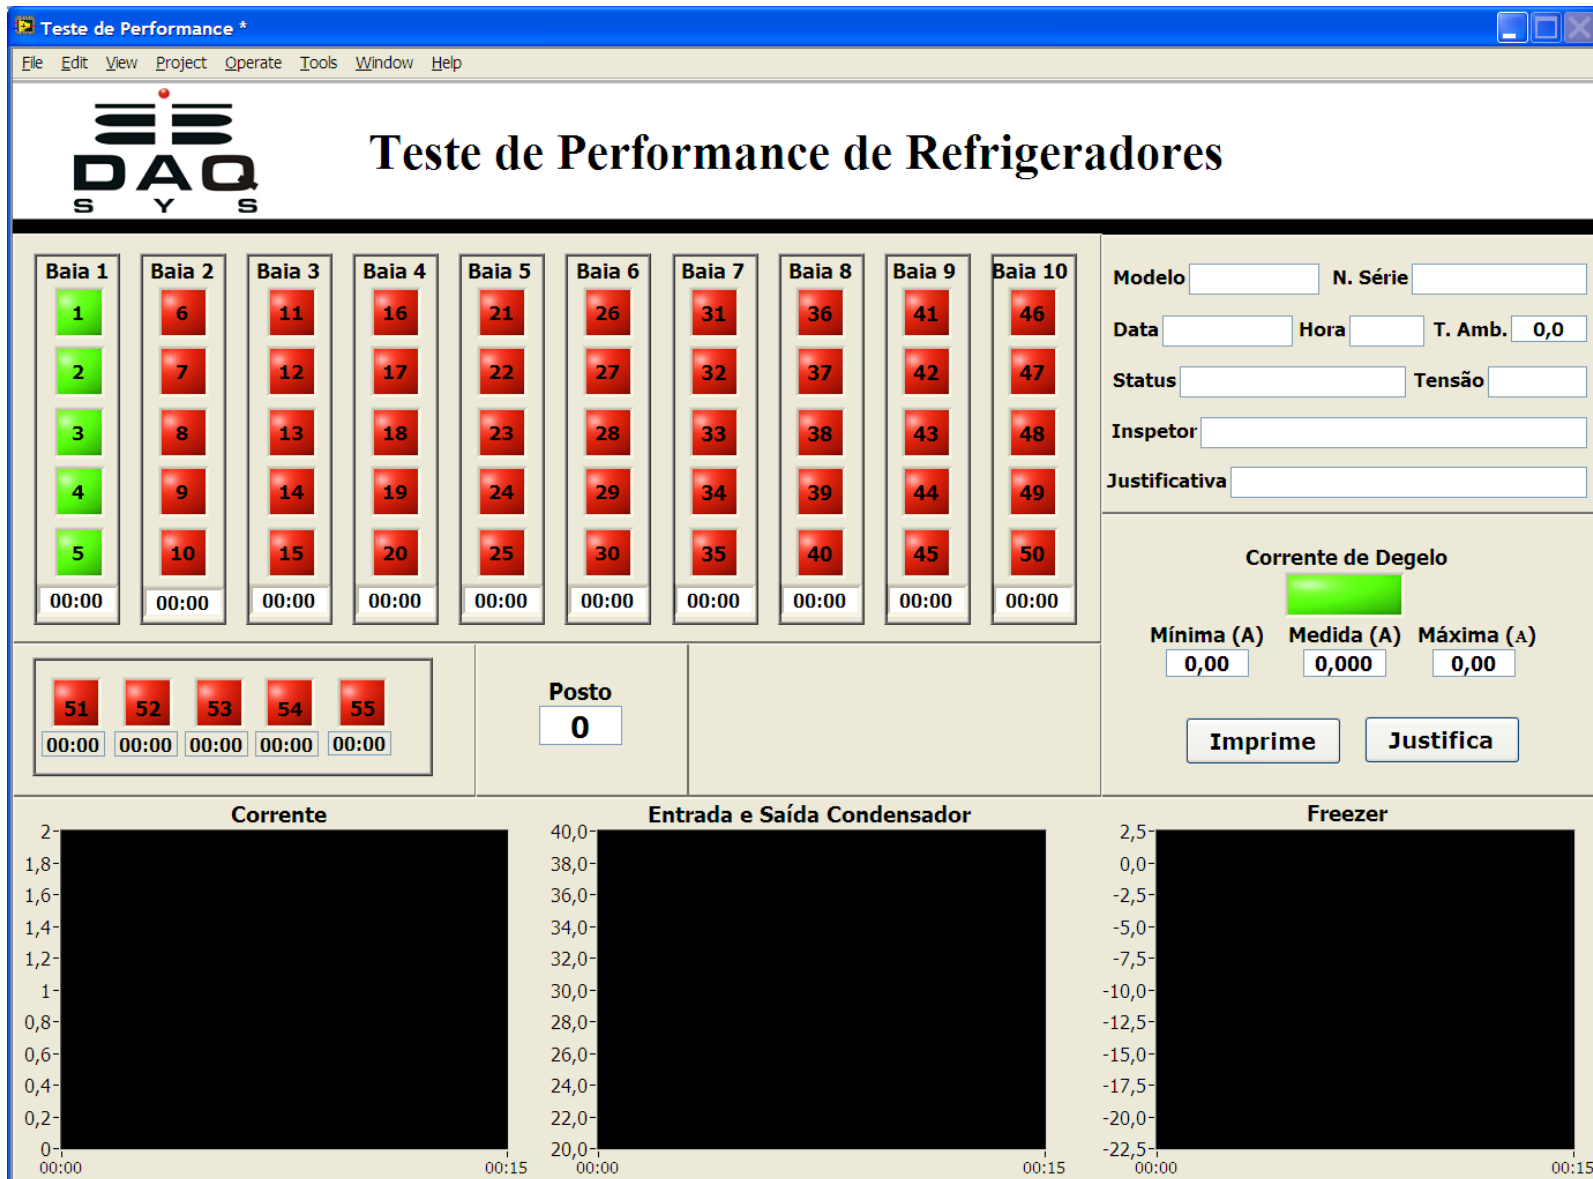 Teste de Performance *
File Edit View Project Operate Tools Window Help
DAQ
SYS
Teste de Performance de Refrigeradores
Baia 1 Baia 2 Baia 3 Baia 4 Baia 5 Baia 6 Baia 7 Baia 8 Baia 9 Baia 10
1 6 11 16 21 26 31 36 41 46
2 7 12 17 22 27 32 37 42 47
3 8 13 18 23 28 33 38 43 48
4 9 14 19 24 29 34 39 44 49
5 10 15 20 25 30 35 40 45 50
00:00 00:00 00:00 00:00 00:00 00:00 00:00 00:00 00:00 00:00
Modelo N. Série
Data Hora T. Amb. 0,0
Status Tensão
Inspetor
Justificativa
Corrente de Degelo
Mínima (A) Medida (A) Máxima (A)
0,00 0,000 0,00
Imprime Justifica
51 52 53 54 55
00:00 00:00 00:00 00:00 00:00
Posto
0
Corrente
2
1,8
1,6
1,4
1,2
1
0,8
0,6
0,4
0,2
0
00:00 00:15
Entrada e Saída Condensador
40,0
38,0
36,0
34,0
32,0
30,0
28,0
26,0
24,0
22,0
20,0
00:00 00:15
Freezer
2,5
0,0
-2,5
-5,0
-7,5
-10,0
-12,5
-15,0
-17,5
-20,0
-22,5
00:00 00:15